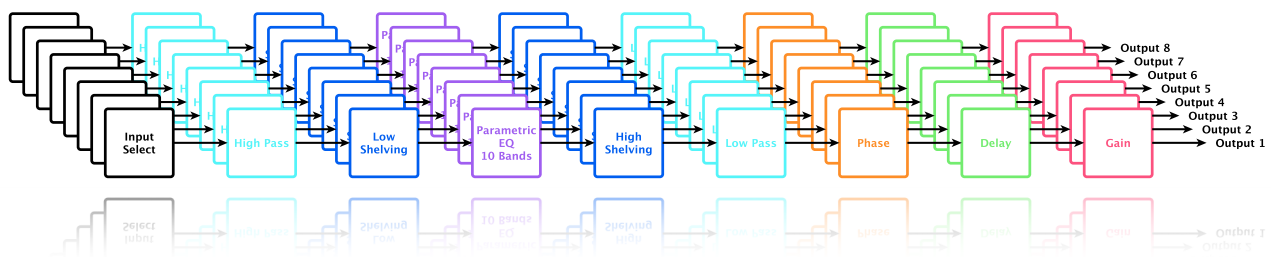 Input
Select
High Pass
Low
Shelving
Parametric
EQ
10 Bands
High
Shelving
Low Pass
Phase
Delay
Gain
Output 8
Output 7
Output 6
Output 5
Output 4
Output 3
Output 2
Output 1